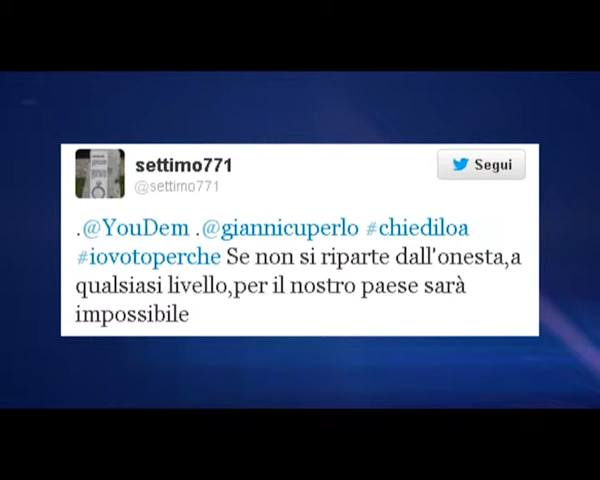 settimo771
@settimo771
Segui
.@YouDem .@giannicuperlo #chiediloa
#iovotoperche Se non si riparte dall'onesta,a
qualsiasi livello,per il nostro paese sarà
impossibile